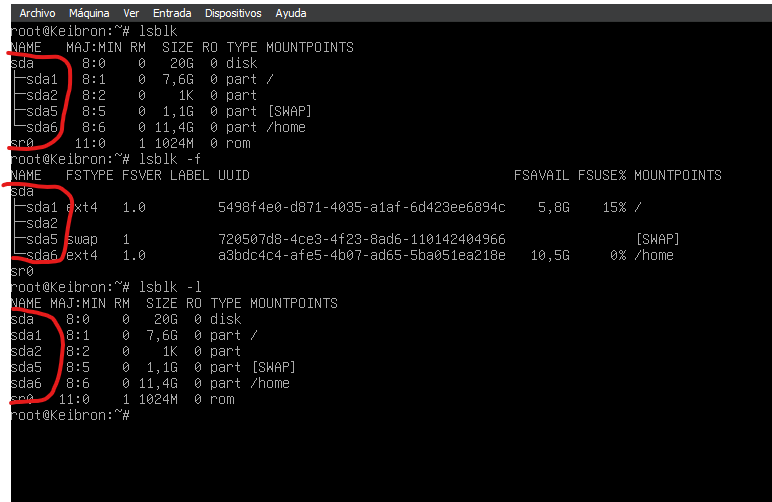 Archivo Máquina Ver Entrada Dispositivos Ayuda
root@Keibron:~# lsblk
NAME   MAJ:MIN RM  SIZE RO TYPE MOUNTPOINTS
sda      8:0    0   20G  0 disk
├─sda1   8:1    0  7,6G  0 part /
├─sda2   8:2    0    1K  0 part
├─sda5   8:5    0  1,1G  0 part [SWAP]
└─sda6   8:6    0 11,4G  0 part /home
sr0     11:0    1 1024M  0 rom
root@Keibron:~# lsblk -f
NAME   FSTYPE FSVER LABEL UUID                                 FSAVAIL FSUSE% MOUNTPOINTS
sda
├─sda1 ext4   1.0         5498f4e0-d871-4035-a1af-6d423ee6894c    5,8G    15% /
├─sda2
├─sda5 swap   1           720507d8-4ce3-4f23-8ad6-110142404966                [SWAP]
└─sda6 ext4   1.0         a3bdc4c4-afe5-4b07-ad65-5ba051ea218e   10,5G     0% /home
sr0
root@Keibron:~# lsblk -l
NAME MAJ:MIN RM  SIZE RO TYPE MOUNTPOINTS
sda    8:0    0   20G  0 disk
sda1   8:1    0  7,6G  0 part /
sda2   8:2    0    1K  0 part
sda5   8:5    0  1,1G  0 part [SWAP]
sda6   8:6    0 11,4G  0 part /home
sr0   11:0    1 1024M  0 rom
root@Keibron:~#